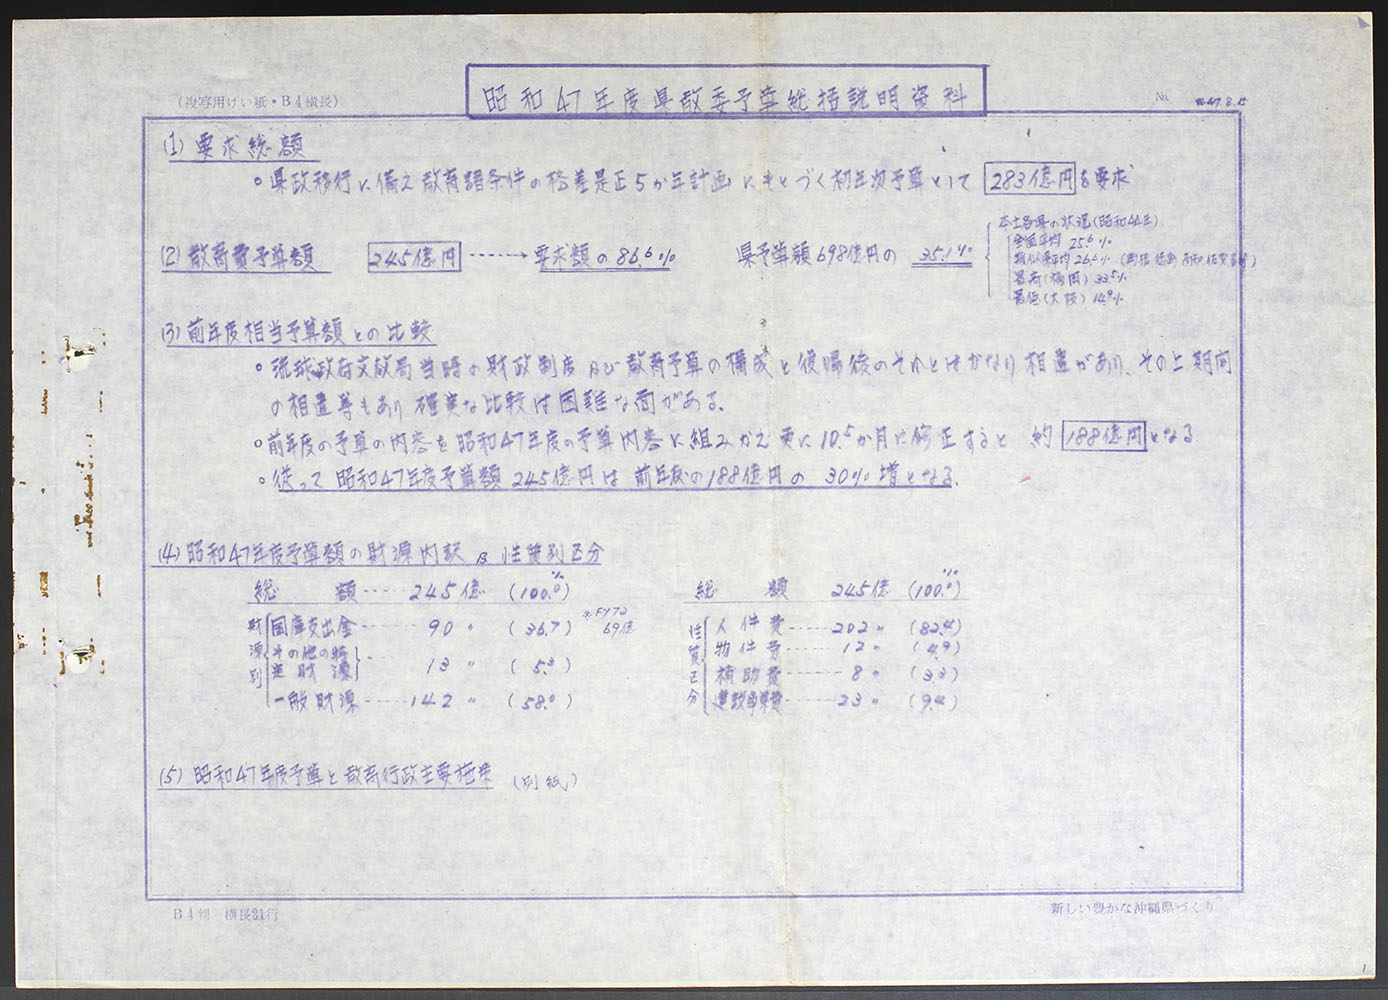 (複写用けい紙・B4横長)
昭和47年度県教委予算総括説明資料
No.
47.8.15
(1) 要求総額
○ 県政移行に備え教育諸条件の格差是正5か年計画にもとづく初年次予算として 283億円を要求
(2) 教育費予算額 245億円 ------→ 要求額の86.6% 県予算額698億円の 35.1%
本土各県の状況(昭和44年)
全国平均 25.6%
類似県平均 26.6% (島根 徳島 高知 佐賀
最高(福岡) 33.5%
最低(大阪) 14.9%
(3) 前年度相当予算額との比較
○ 琉球政府文教局当時の財政制度及び教育予算の構成と復帰後のそれとはかなり相違があり、その上期間
の相違等もあり確実な比較は困難な面がある。
○ 前年度の予算の内容を昭和47年度の予算内容に組みかえ更に10.5か月に修正すると 約 188億円となる
○ 従って昭和47年度予算額 245億円は 前年度の188億円の 30%増となる。
(4) 昭和47年度予算額の財源内訳及性質別区分
総額 ---- 245億 (100.0)%
財源別
国庫支出金 ---- 90 〃 (36.7) ※FY72 69億
その他の特定財源 -- 13 〃 (5.3)
一般財源 ---- 142 〃 (58.0)
総額 245億 (100.0)%
性質区分
人件費 ---- 202 〃 (82.4)
物件費 ---- 12 〃 (4.9)
補助費 ---- 8 〃 (3.3)
建設事業費 ---- 23 〃 (9.4)
(5) 昭和47年度予算と教育行政主要施策 (別紙)
B4判 横長31行
新しい豊かな沖縄県づくり
1